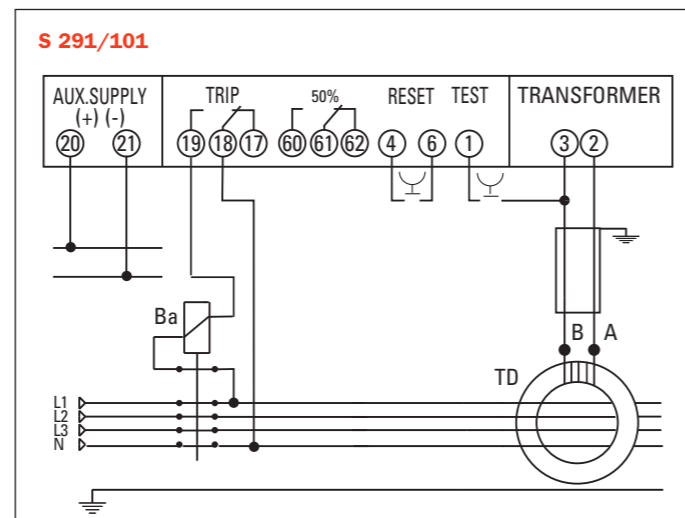 S 291/101
AUX.SUPPLY TRIP 50% RESET TEST TRANSFORMER
(+) (-)
20 21 19 18 17 60 61 62 4 6 1 3 2
Ba
B A
TD
L1
L2
L3
N